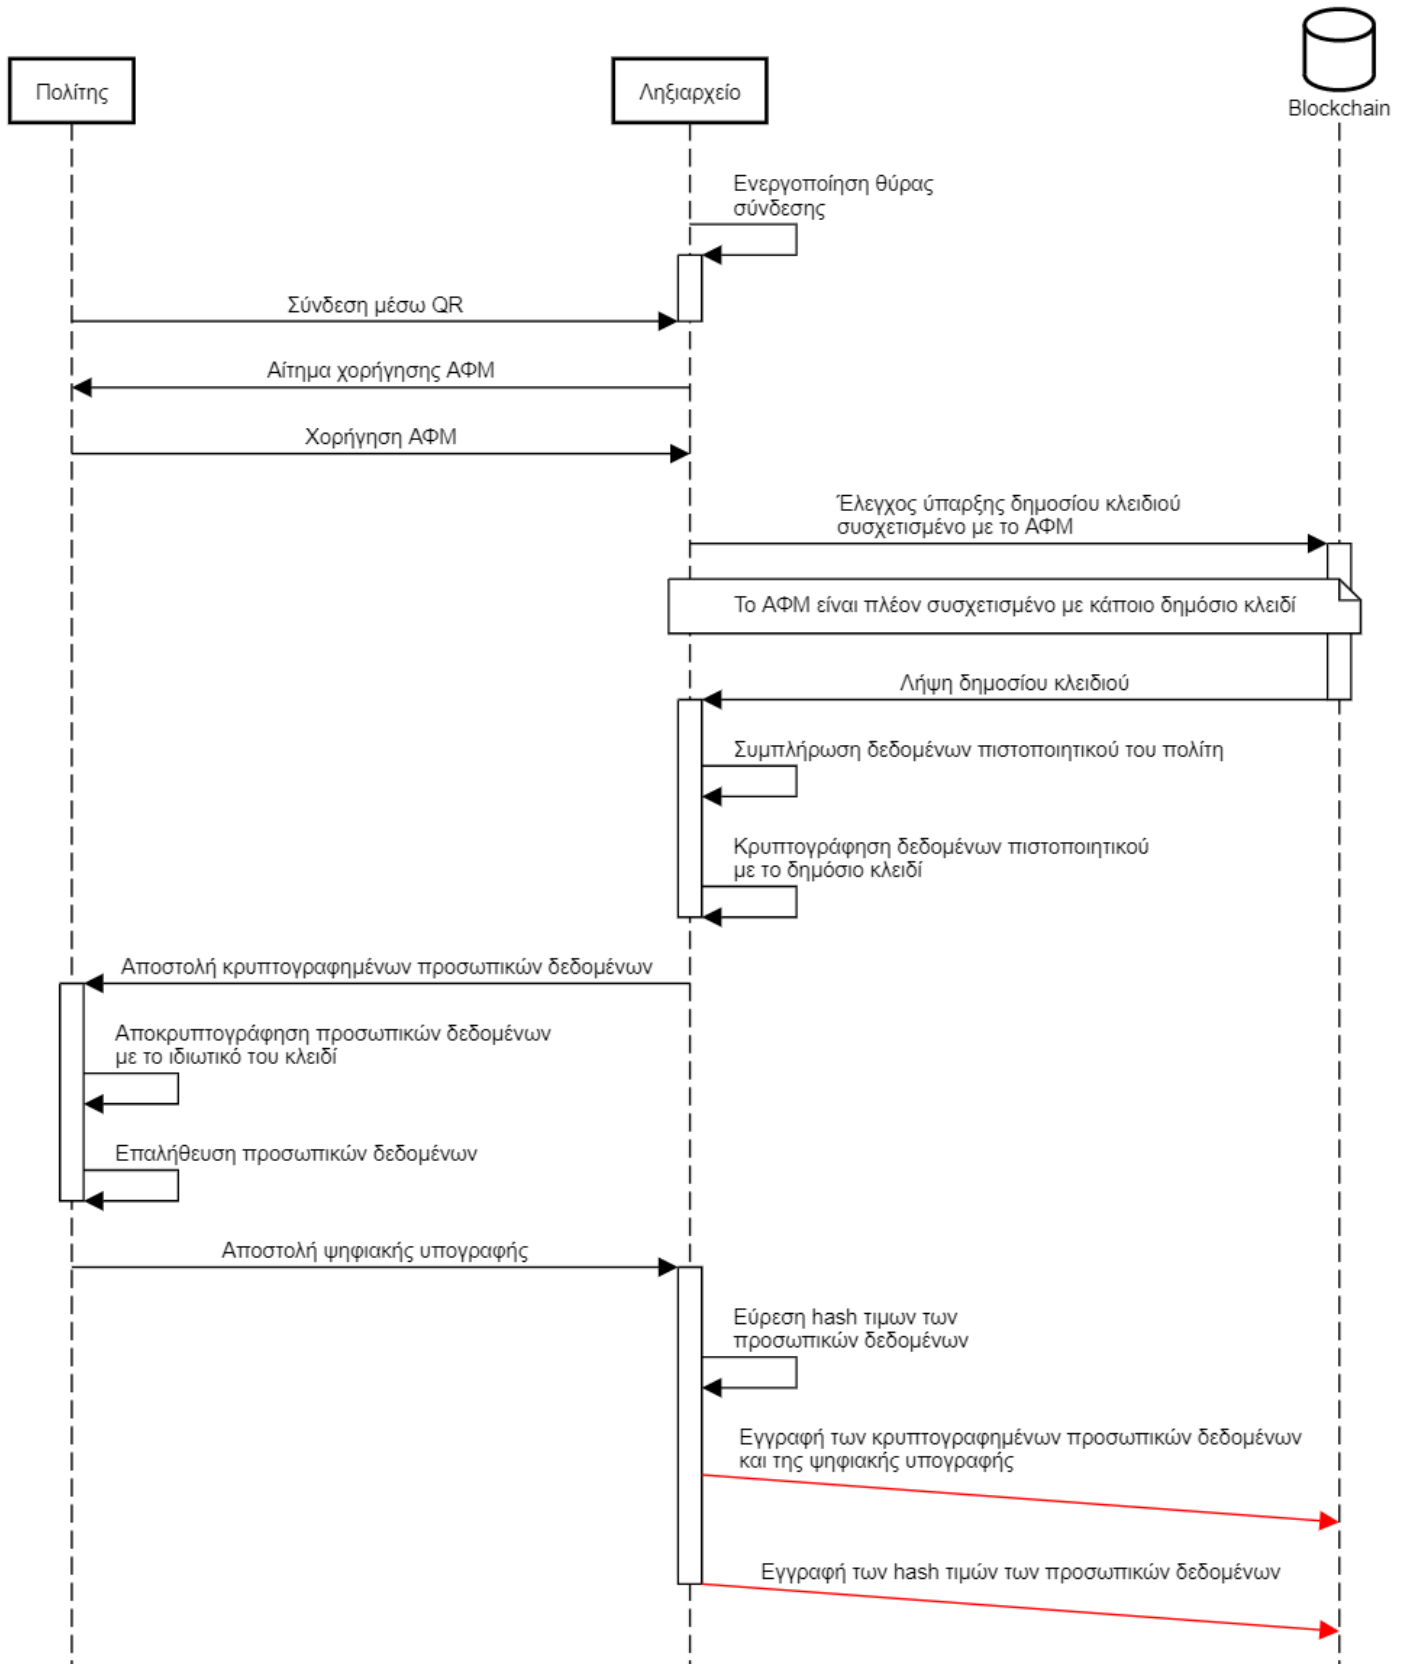 Πολίτης
Ληξιαρχείο
Blockchain
Ενεργοποίηση θύρας
σύνδεσης
Σύνδεση μέσω QR
Αίτημα χορήγησης ΑΦΜ
Χορήγηση ΑΦΜ
Έλεγχος ύπαρξης δημοσίου κλειδιού
συσχετισμένο με το ΑΦΜ
Το ΑΦΜ είναι πλέον συσχετισμένο με κάποιο δημόσιο κλειδί
Λήψη δημοσίου κλειδιού
Συμπλήρωση δεδομένων πιστοποιητικού του πολίτη
Κρυπτογράφηση δεδομένων πιστοποιητικού
με το δημόσιο κλειδί
Αποστολή κρυπτογραφημένων προσωπικών δεδομένων
Αποκρυπτογράφηση προσωπικών δεδομένων
με το ιδιωτικό του κλειδί
Επαλήθευση προσωπικών δεδομένων
Αποστολή ψηφιακής υπογραφής
Εύρεση hash τιμων των
προσωπικών δεδομένων
Εγγραφή των κρυπτογραφημένων προσωπικών δεδομένων
και της ψηφιακής υπογραφής
Εγγραφή των hash τιμών των προσωπικών δεδομένων